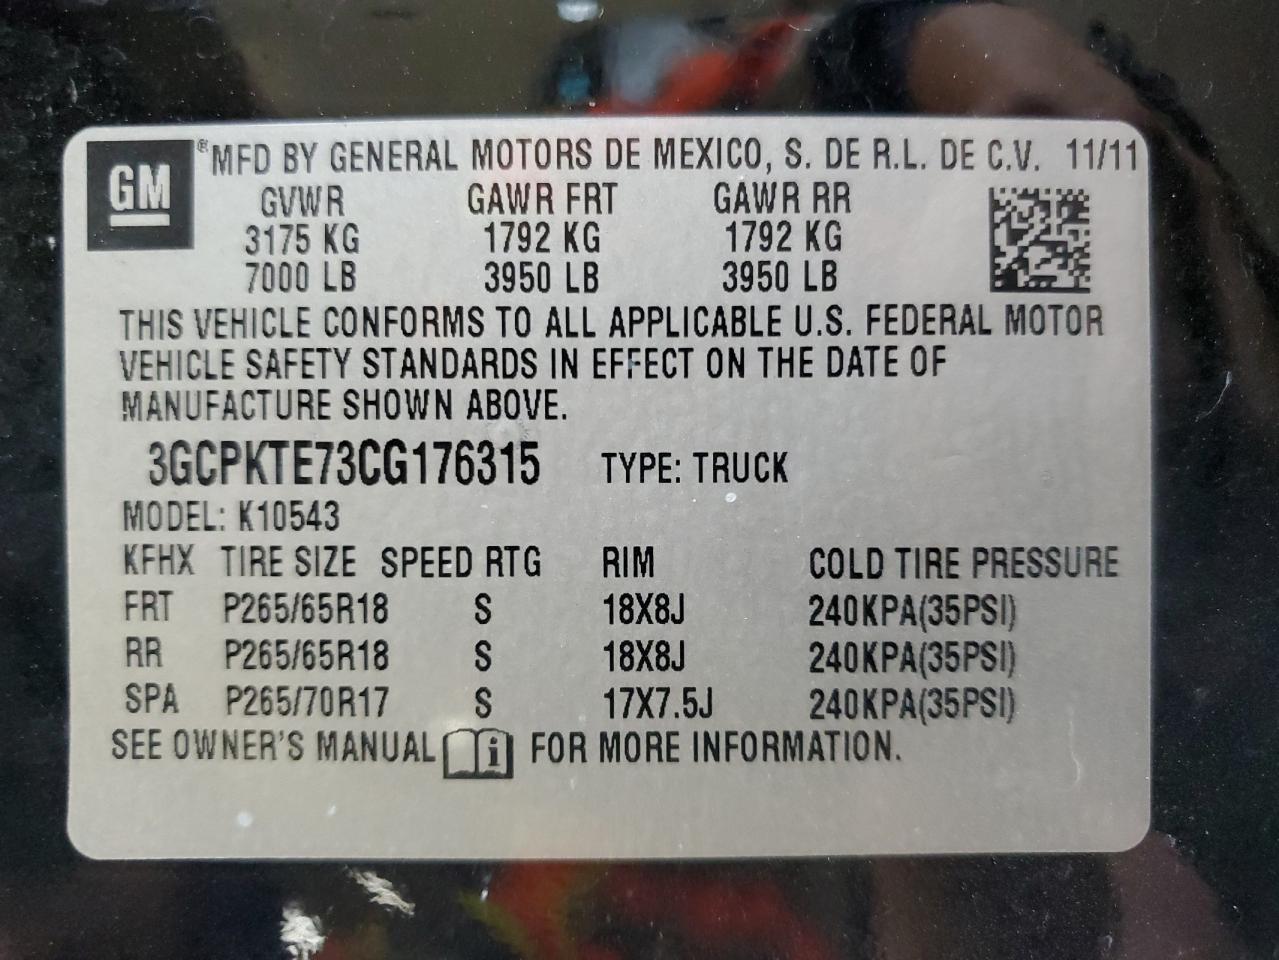 GM ® MFD BY GENERAL MOTORS DE MEXICO, S. DE R.L. DE C.V. 11/11
GVWR GAWR FRT GAWR RR
3175 KG 1792 KG 1792 KG
7000 LB 3950 LB 3950 LB
THIS VEHICLE CONFORMS TO ALL APPLICABLE U.S. FEDERAL MOTOR
VEHICLE SAFETY STANDARDS IN EFFECT ON THE DATE OF
MANUFACTURE SHOWN ABOVE.
3GCPKTE73CG176315 TYPE: TRUCK
MODEL: K10543
KFHX TIRE SIZE SPEED RTG RIM COLD TIRE PRESSURE
FRT P265/65R18 S 18X8J 240KPA(35PSI)
RR P265/65R18 S 18X8J 240KPA(35PSI)
SPA P265/70R17 S 17X7.5J 240KPA(35PSI)
SEE OWNER'S MANUAL i FOR MORE INFORMATION.